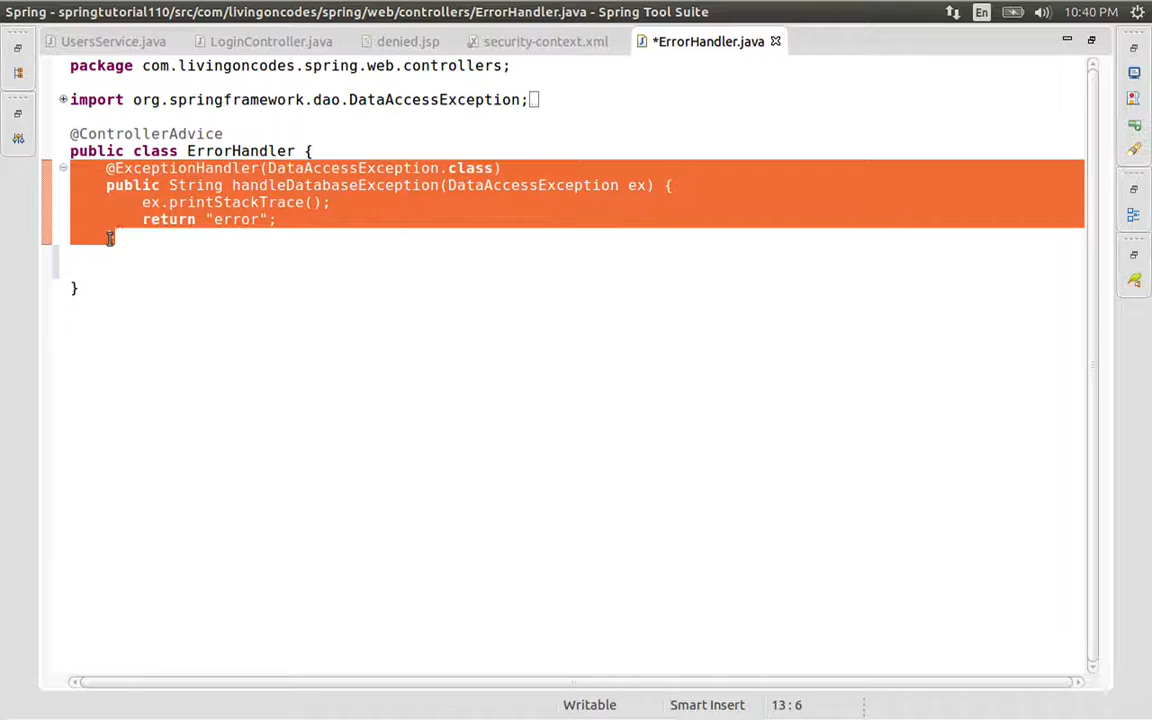 Spring - springtutorial110/src/com/livingoncodes/spring/web/controllers/ErrorHandler.java - Spring Tool Suite
En
10:40 PM
UsersService.java
LoginController.java
denied.jsp
security-context.xml
*ErrorHandler.java
package com.livingoncodes.spring.web.controllers;
import org.springframework.dao.DataAccessException;
@ControllerAdvice
public class ErrorHandler {
@ExceptionHandler(DataAccessException.class)
public String handleDatabaseException(DataAccessException ex) {
ex.printStackTrace();
return "error";
}
}
Writable
Smart Insert
13 : 6